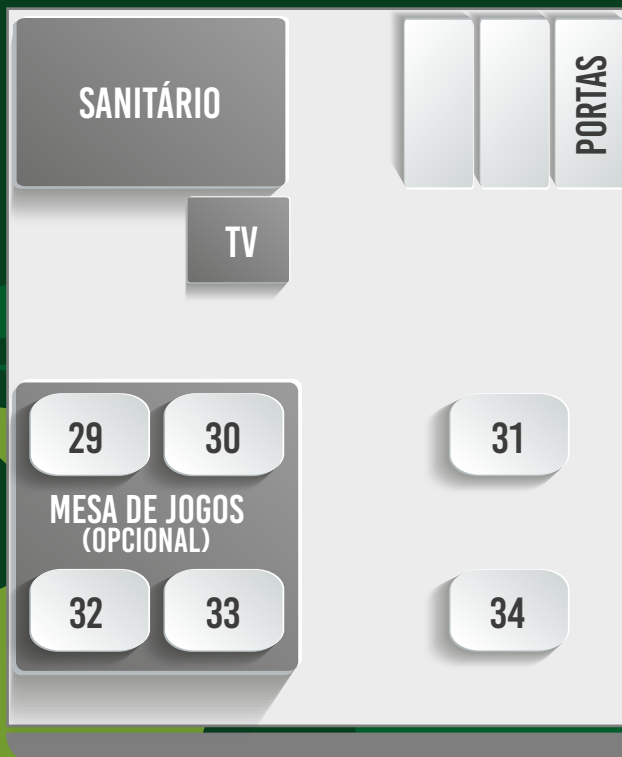 SANITÁRIO
PORTAS
TV
29 30 31
MESA DE JOGOS
(OPCIONAL)
32 33 34